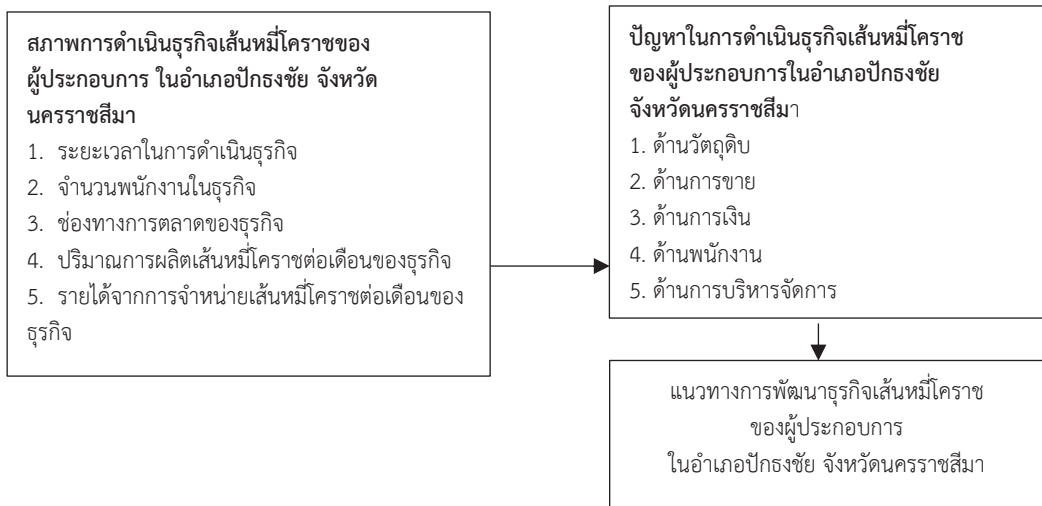 สภาพการดำเนินธุรกิจเส้นหมี่โคราชของ
ผู้ประกอบการ ในอำเภอปักธงชัย จังหวัด
นครราชสีมา
1. ระยะเวลาในการดำเนินธุรกิจ
2. จำนวนพนักงานในธุรกิจ
3. ช่องทางการตลาดของธุรกิจ
4. ปริมาณการผลิตเส้นหมี่โคราชต่อเดือนของธุรกิจ
5. รายได้จากการจำหน่ายเส้นหมี่โคราชต่อเดือนของ
ธุรกิจ
ปัญหาในการดำเนินธุรกิจเส้นหมี่โคราช
ของผู้ประกอบการในอำเภอปักธงชัย
จังหวัดนครราชสีมา
1. ด้านวัตถุดิบ
2. ด้านการขาย
3. ด้านการเงิน
4. ด้านพนักงาน
5. ด้านการบริหารจัดการ
แนวทางการพัฒนาธุรกิจเส้นหมี่โคราช
ของผู้ประกอบการ
ในอำเภอปักธงชัย จังหวัดนครราชสีมา